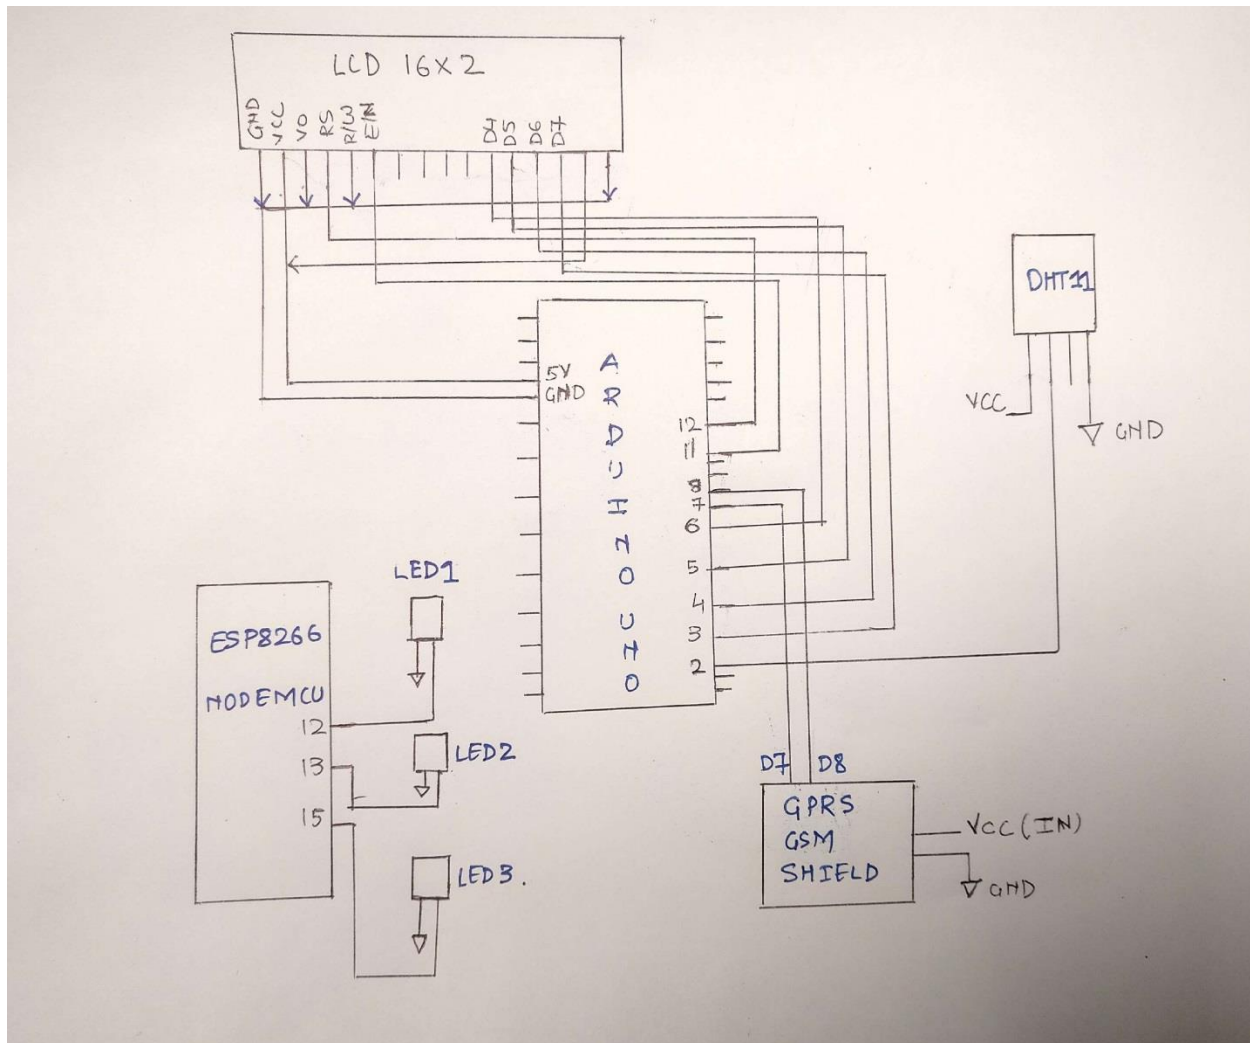 LCD 16X2
GND
VCC
VO
RS
R/W
E/N
D4
D5
D6
D7
DHT11
VCC
GND
5V
GND
ARDUINO UNO
12
11
8
7
6
5
4
3
2
LED1
ESP8266
NODEMCU
12
13
15
LED2
LED3.
D7 D8
GPRS
GSM
SHIELD
VCC (IN)
GND